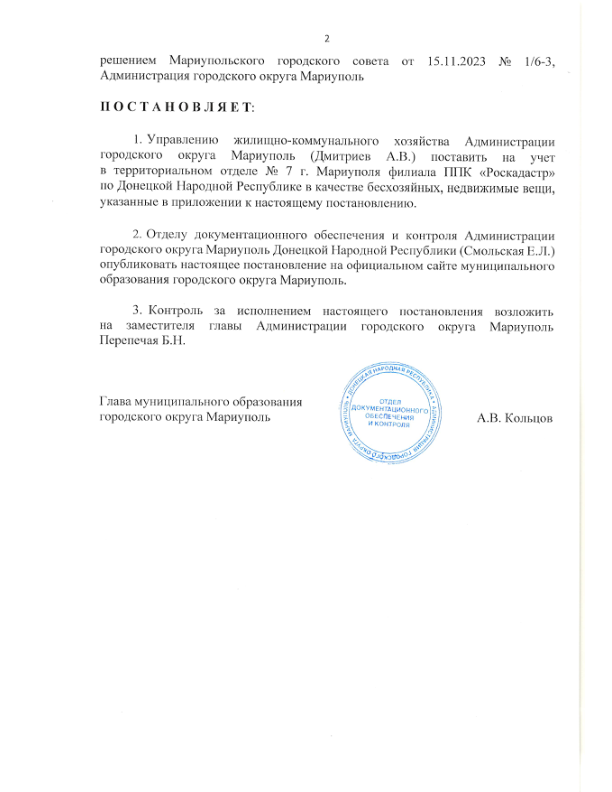 2
решением Мариупольского городского совета от 15.11.2023 № 1/6-3,
Администрация городского округа Мариуполь
ПОСТАНОВЛЯЕТ:
1. Управлению жилищно-коммунального хозяйства Администрации
городского округа Мариуполь (Дмитриев А.В.) поставить на учет
в территориальном отделе № 7 г. Мариуполя филиала ППК «Роскадастр»
по Донецкой Народной Республике в качестве бесхозяйных, недвижимые вещи,
указанные в приложении к настоящему постановлению.
2. Отделу документационного обеспечения и контроля Администрации
городского округа Мариуполь Донецкой Народной Республики (Смольская Е.Л.)
опубликовать настоящее постановление на официальном сайте муниципального
образования городского округа Мариуполь.
3. Контроль за исполнением настоящего постановления возложить
на заместителя главы Администрации городского округа Мариуполь
Перепечая Б.Н.
Глава муниципального образования
городского округа Мариуполь
А.В. Кольцов
ДОНЕЦКАЯ НАРОДНАЯ РЕСПУБЛИКА • АДМИНИСТРАЦИЯ ГОРОДСКОГО ОКРУГА МАРИУПОЛЬ •
ОТДЕЛ
ДОКУМЕНТАЦИОННОГО
ОБЕСПЕЧЕНИЯ
И КОНТРОЛЯ